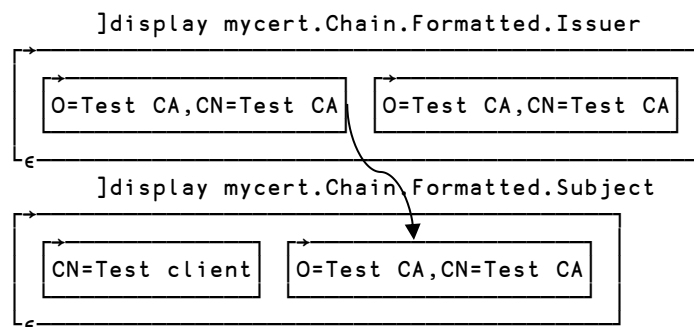 ]display mycert.Chain.Formatted.Issuer
O=Test CA,CN=Test CA O=Test CA,CN=Test CA
]display mycert.Chain.Formatted.Subject
CN=Test client O=Test CA,CN=Test CA